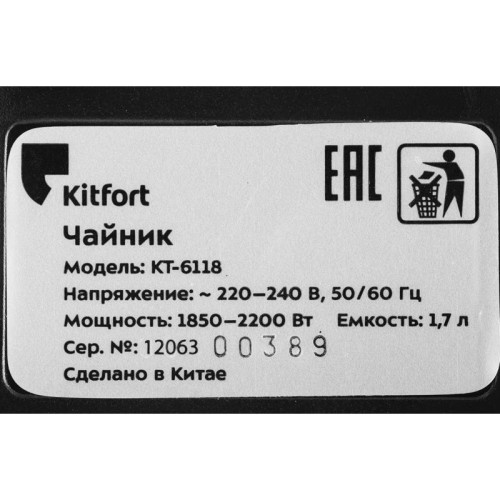 Kitfort
EAC
Чайник
Модель: КТ-6118
Напряжение: ~ 220–240 В, 50/60 Гц
Мощность: 1850–2200 Вт Емкость: 1,7 л
Сер. №: 12063 00389
Сделано в Китае